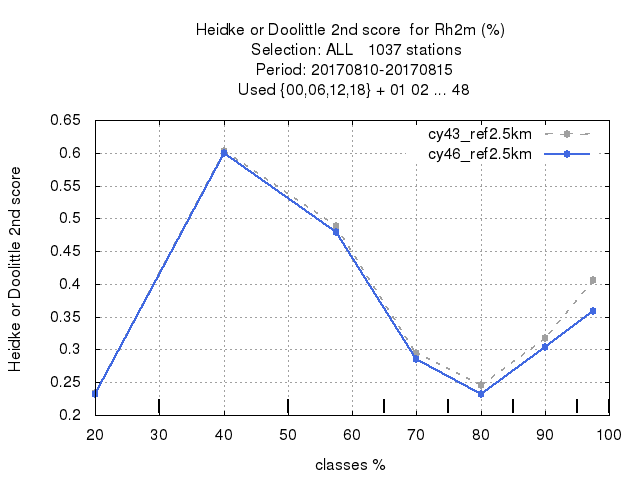 Heidke or Doolittle 2nd score  for Rh2m (%)
Selection: ALL   1037 stations
Period: 20170810-20170815
Used {00,06,12,18} + 01 02 ... 48
cy43_ref2.5km
cy46_ref2.5km
Heidke or Doolittle 2nd score
0.65
0.6
0.55
0.5
0.45
0.4
0.35
0.3
0.25
0.2
20 30 40 50 60 70 80 90 100
classes %